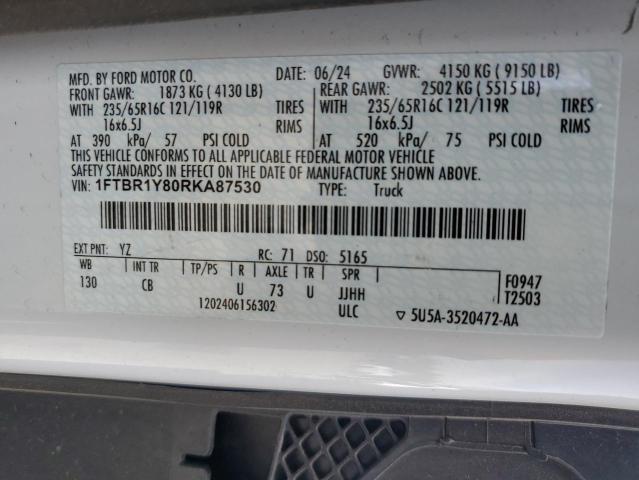 MFD. BY FORD MOTOR CO. DATE: 06/24 GVWR: 4150 KG ( 9150 LB)
FRONT GAWR: 1873 KG ( 4130 LB) REAR GAWR: 2502 KG ( 5515 LB)
WITH 235/65R16C 121/119R TIRES WITH 235/65R16C 121/119R TIRES
16x6.5J RIMS 16x6.5J RIMS
AT 390 kPa/ 57 PSI COLD AT 520 kPa/ 75 PSI COLD
THIS VEHICLE CONFORMS TO ALL APPLICABLE FEDERAL MOTOR VEHICLE
SAFETY STANDARDS IN EFFECT ON THE DATE OF MANUFACTURE SHOWN ABOVE.
VIN: 1FTBR1Y80RKA87530 TYPE: Truck
EXT PNT: YZ RC: 71 DSO: 5165
WB INT TR TP/PS R AXLE TR SPR F0947
130 CB U 73 U JJHH T2503
1202406156302 ULC ▽ 5U5A-3520472-AA